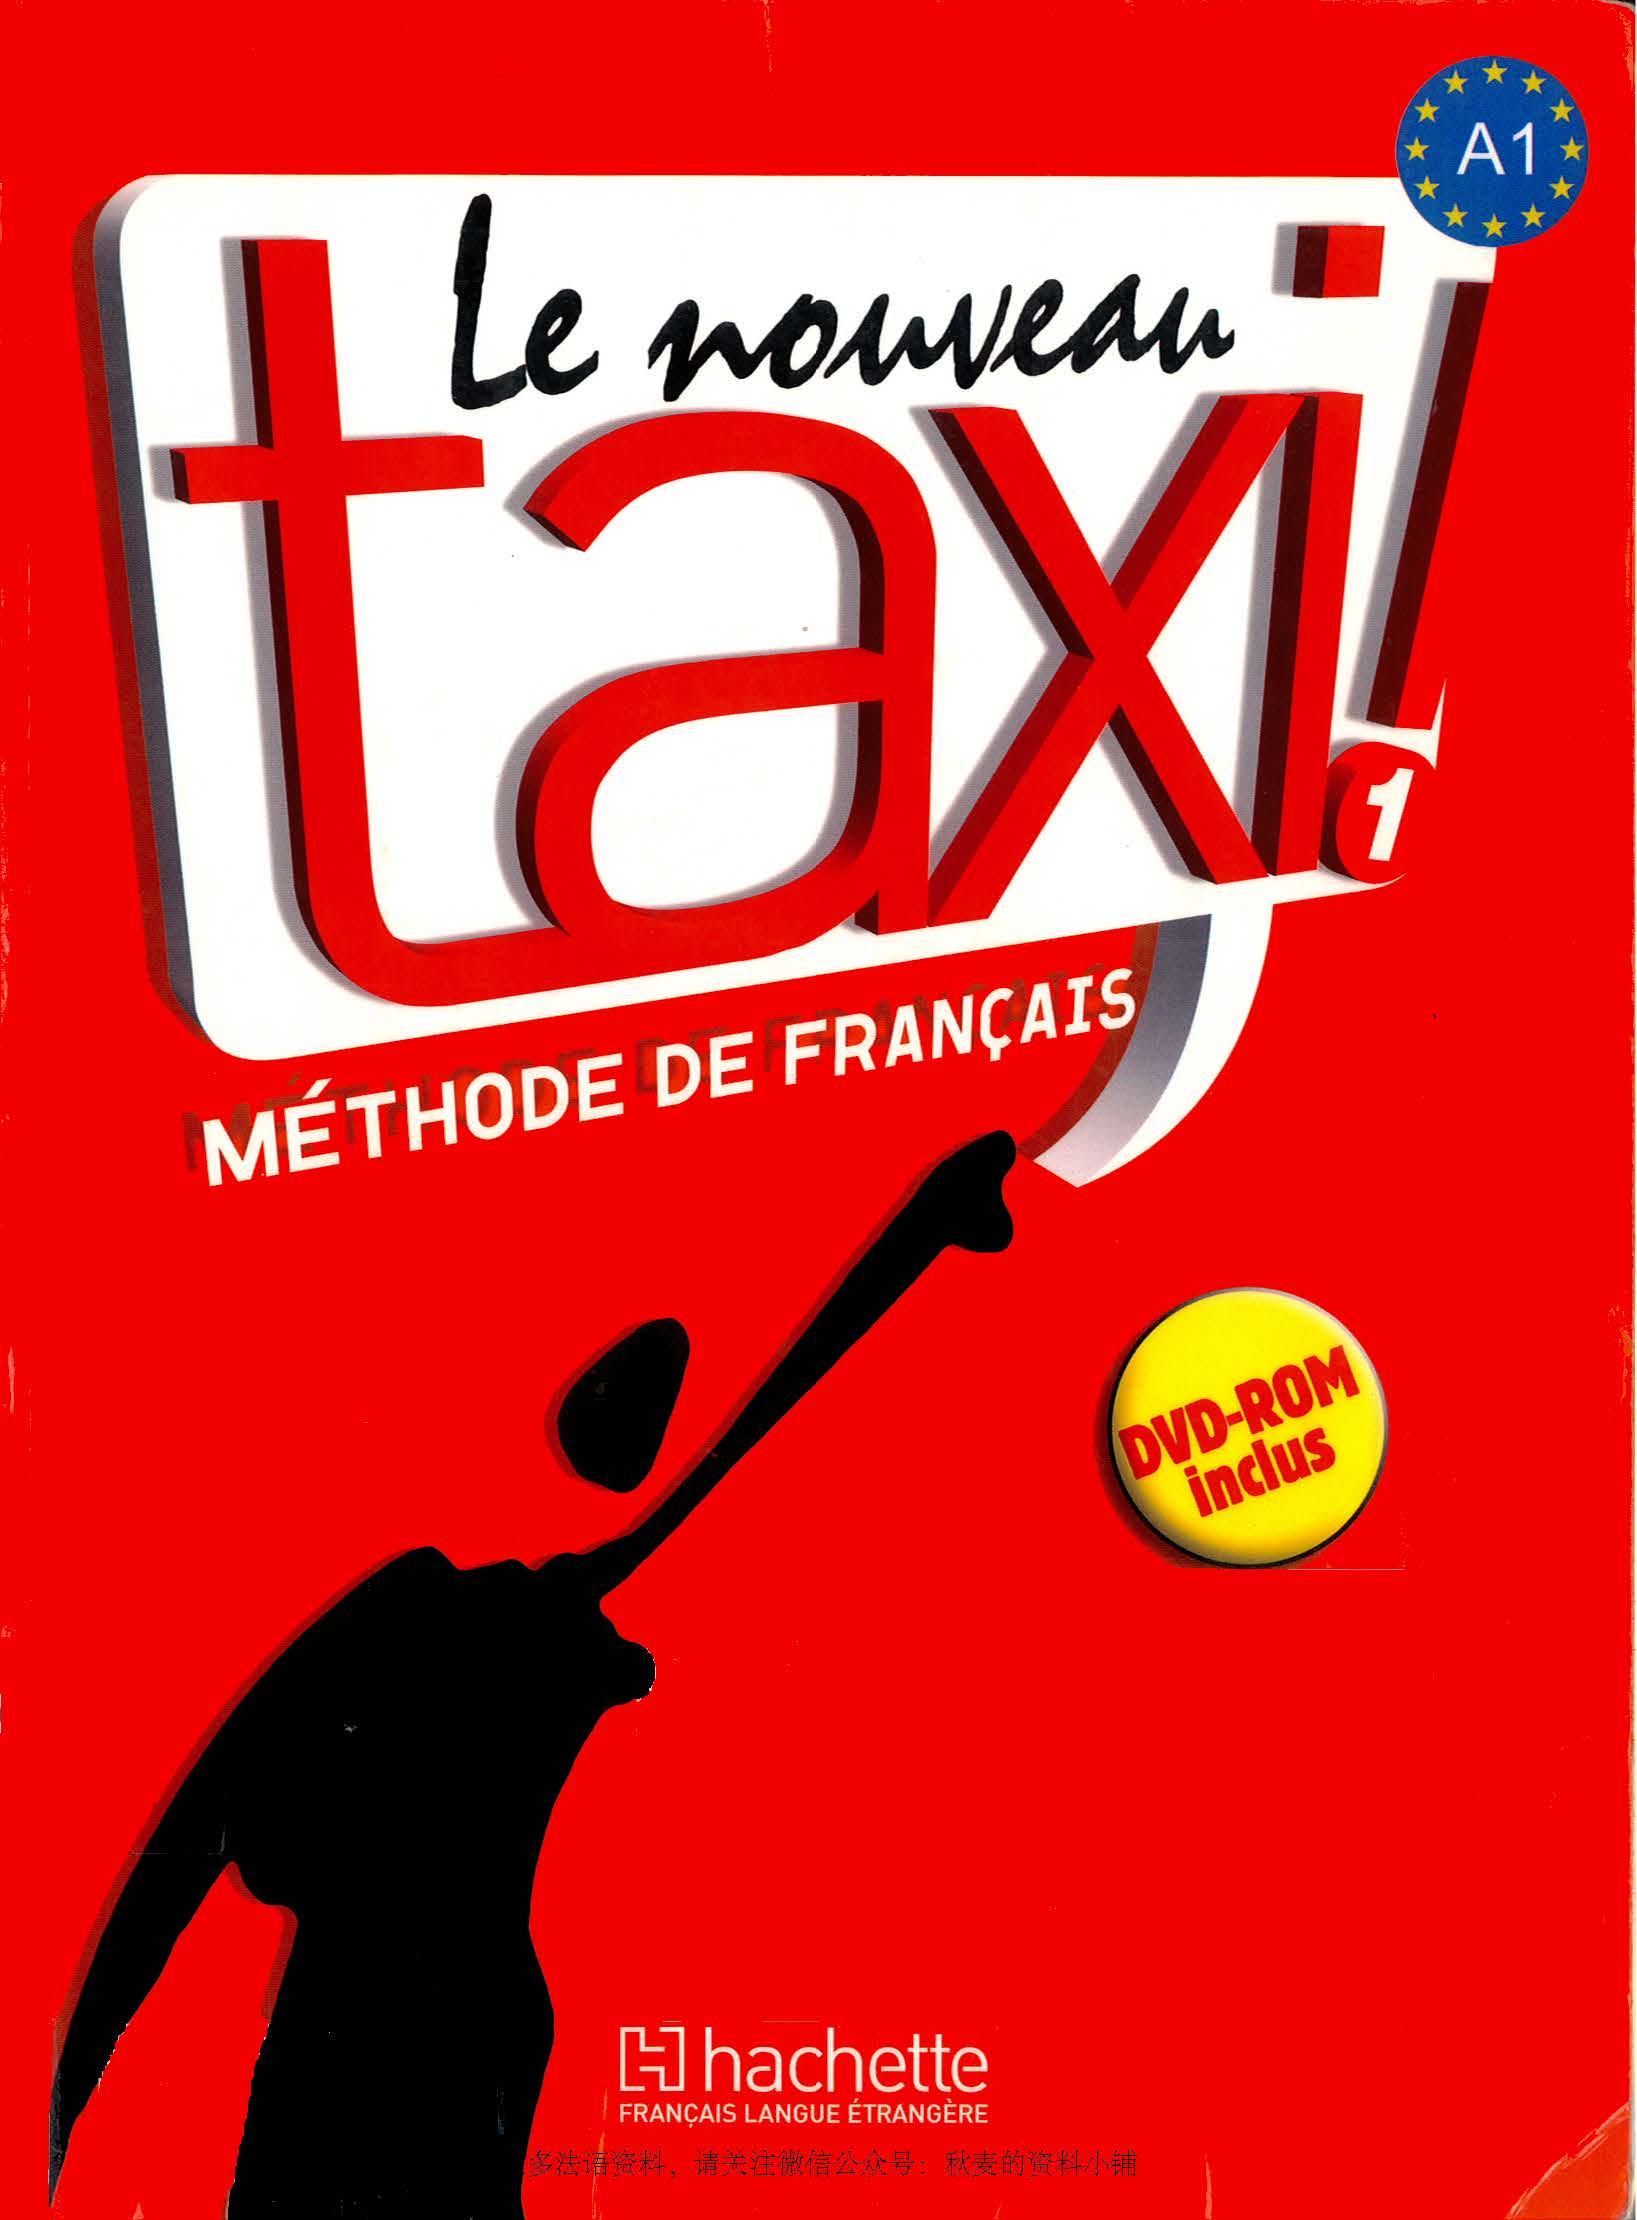 A1
Le nouveau
taxi!
1
MÉTHODE DE FRANÇAIS
DVD-ROM
inclus
hachette
FRANÇAIS LANGUE ÉTRANGÈRE
多法语资料，请关注微信公众号：秋麦的资料小铺